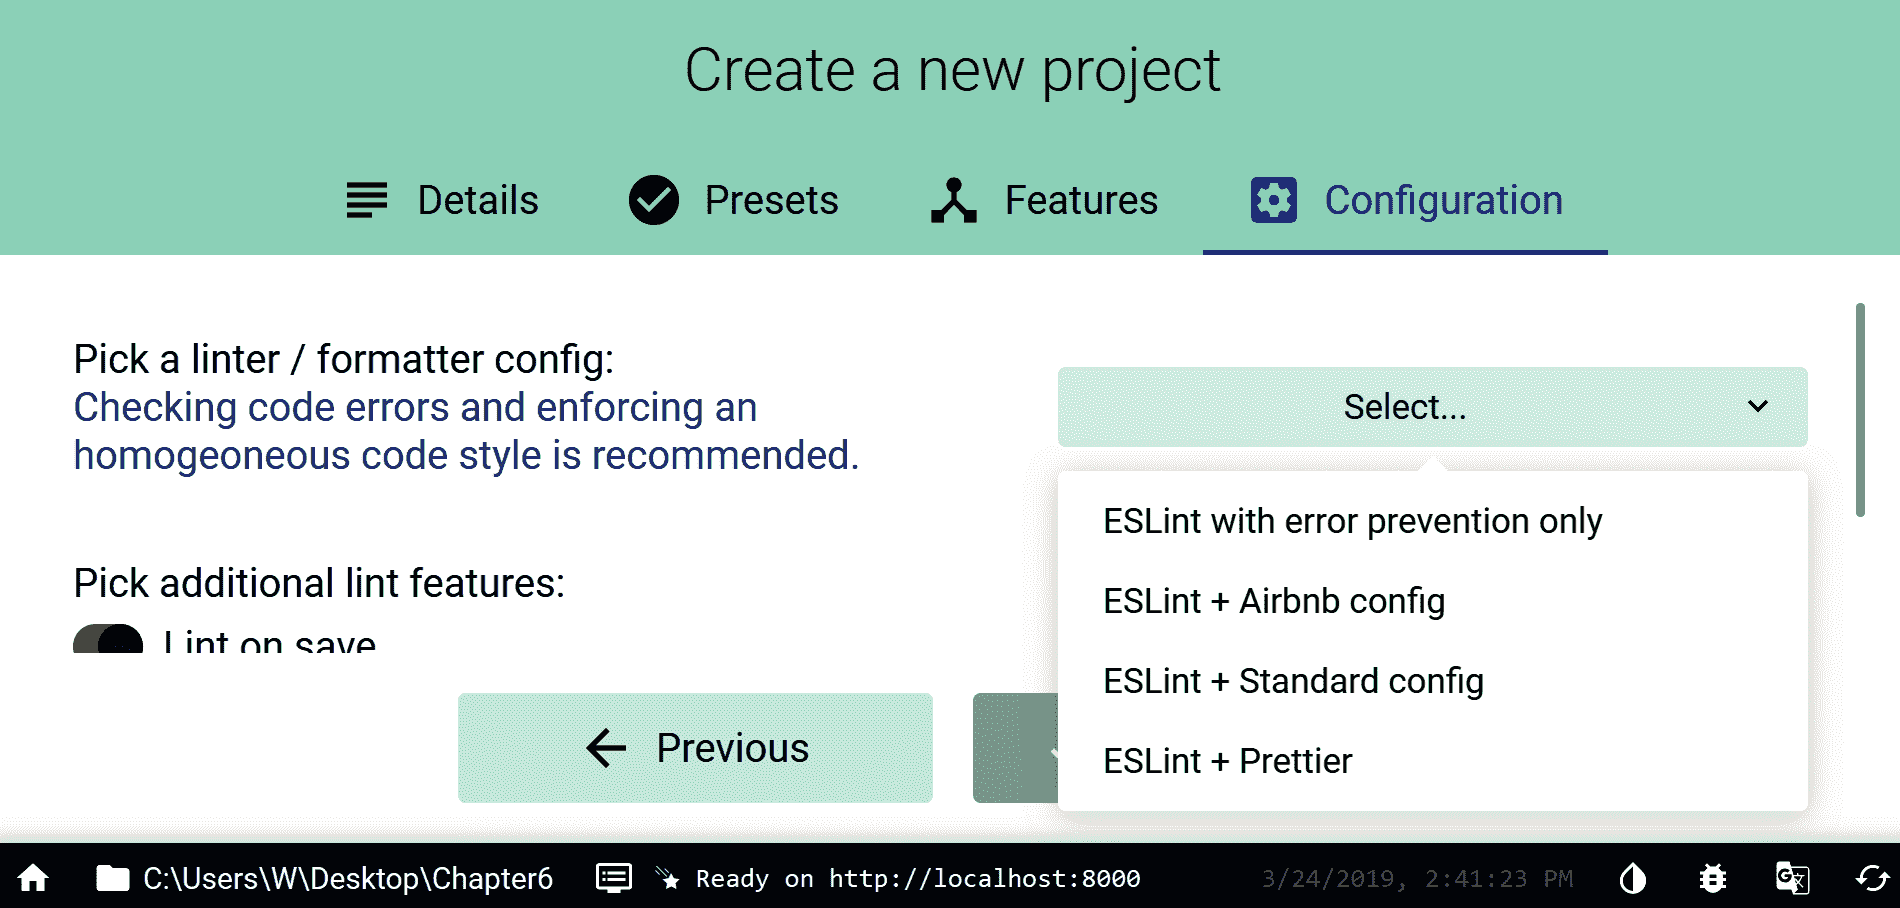 Create a new project
Details
Presets
Features
Configuration
Pick a linter / formatter config:
Checking code errors and enforcing an
homogeoneous code style is recommended.
Select...
ESLint with error prevention only
ESLint + Airbnb config
ESLint + Standard config
ESLint + Prettier
Pick additional lint features:
Lint on save
Previous
C:\Users\W\Desktop\Chapter6
Ready on http://localhost:8000
3/24/2019, 2:41:23 PM